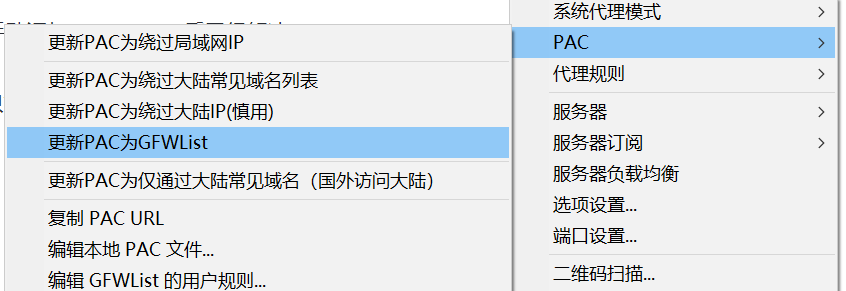 更新PAC为绕过局域网IP
更新PAC为绕过大陆常见域名列表
更新PAC为绕过大陆IP(慎用)
更新PAC为GFWList
更新PAC为仅通过大陆常见域名（国外访问大陆）
复制 PAC URL
编辑本地 PAC 文件...
编辑 GFWList 的用户规则...
系统代理模式
PAC
代理规则
服务器
服务器订阅
服务器负载均衡
选项设置...
端口设置...
二维码扫描...